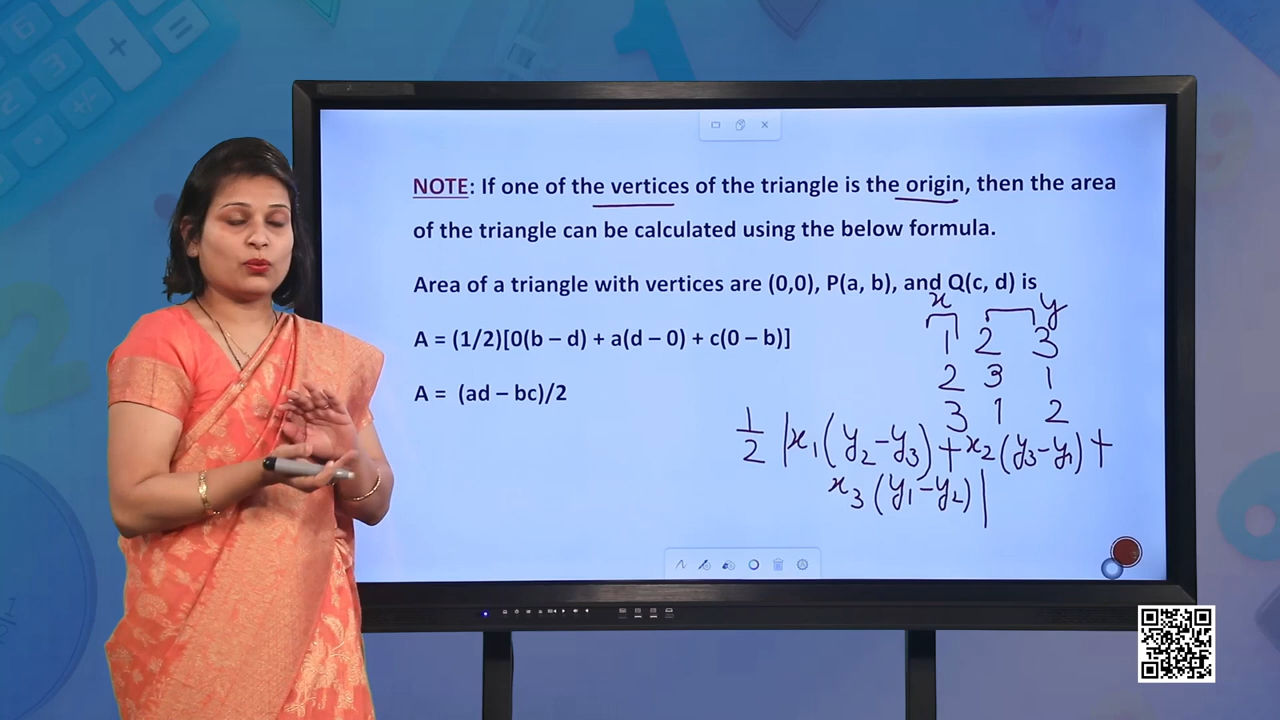 NOTE: If one of the vertices of the triangle is the origin, then the area
of the triangle can be calculated using the below formula.
Area of a triangle with vertices are (0,0), P(a, b), and Q(c, d) is
x y
1 2 3
A = (1/2)[0(b – d) + a(d – 0) + c(0 – b)]
2 3 1
A = (ad – bc)/2
3 1 2
1/2 |x₁(y₂-y₃)+x₂(y₃-y₁)+
x₃(y₁-y₂)|